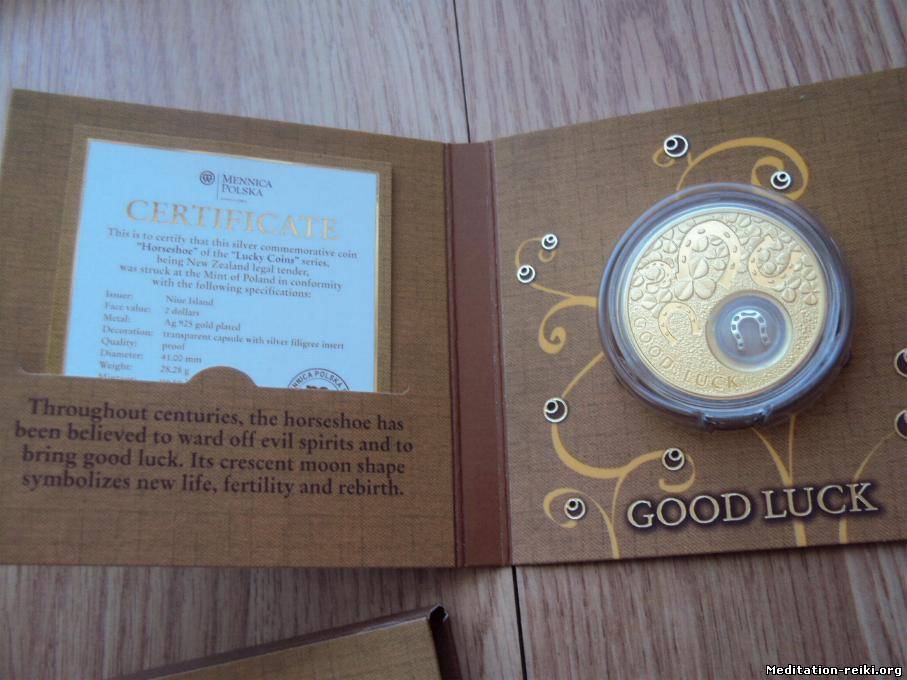 MENNICA
POLSKA
CERTIFICATE
This is to certify that this silver commemorative coin
"Horseshoe" of the "Lucky Coins" series,
being New Zealand legal tender,
was struck at the Mint of Poland in conformity
with the following specifications:
Issuer: Niue Island
Face value: 2 dollars
Metal: Ag 925 gold plated
Decoration: transparent capsule with silver filigree insert
Quality: proof
Diameter: 41.00 mm
Weight: 28.28 g
MENNICA POLSKA
Throughout centuries, the horseshoe has
been believed to ward off evil spirits and to
bring good luck. Its crescent moon shape
symbolizes new life, fertility and rebirth.
GOOD LUCK
GOOD LUCK
Meditation-reiki.org